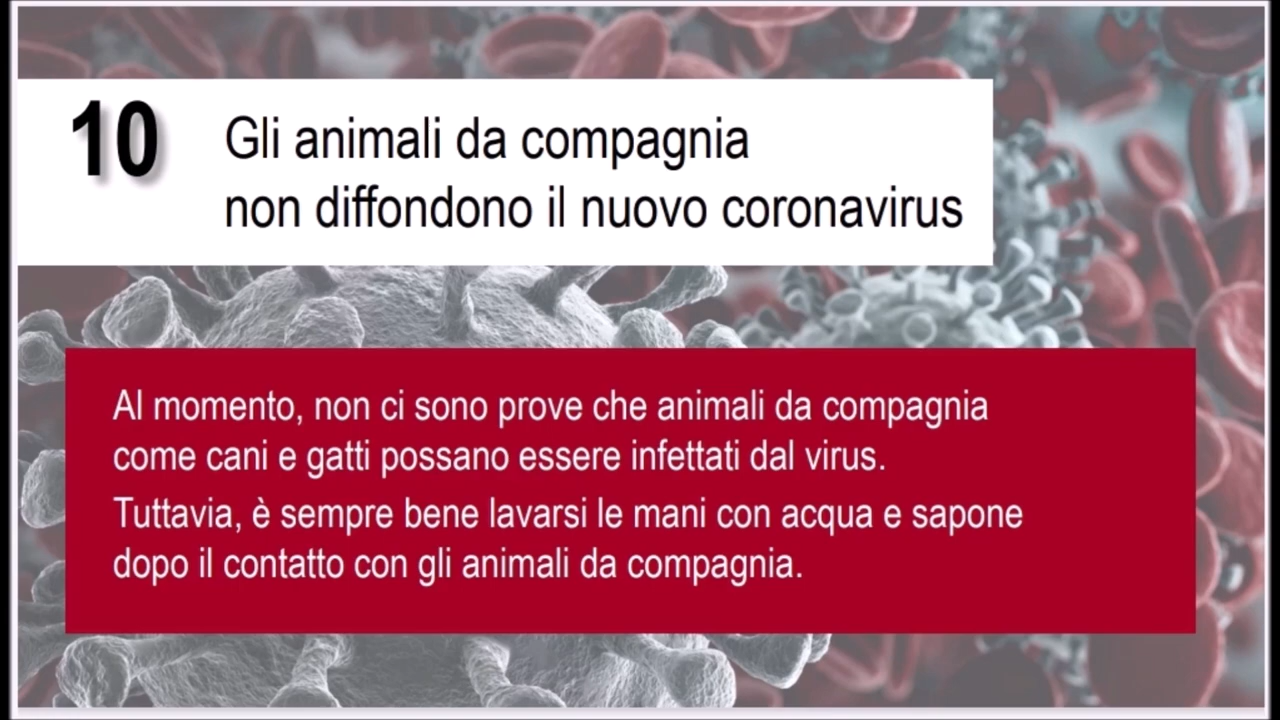 10
Gli animali da compagnia
non diffondono il nuovo coronavirus
Al momento, non ci sono prove che animali da compagnia
come cani e gatti possano essere infettati dal virus.
Tuttavia, è sempre bene lavarsi le mani con acqua e sapone
dopo il contatto con gli animali da compagnia.